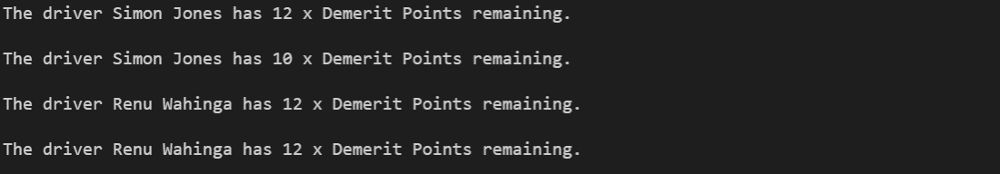 The driver Simon Jones has 12 x Demerit Points remaining.
The driver Simon Jones has 10 x Demerit Points remaining.
The driver Renu Wahinga has 12 x Demerit Points remaining.
The driver Renu Wahinga has 12 x Demerit Points remaining.